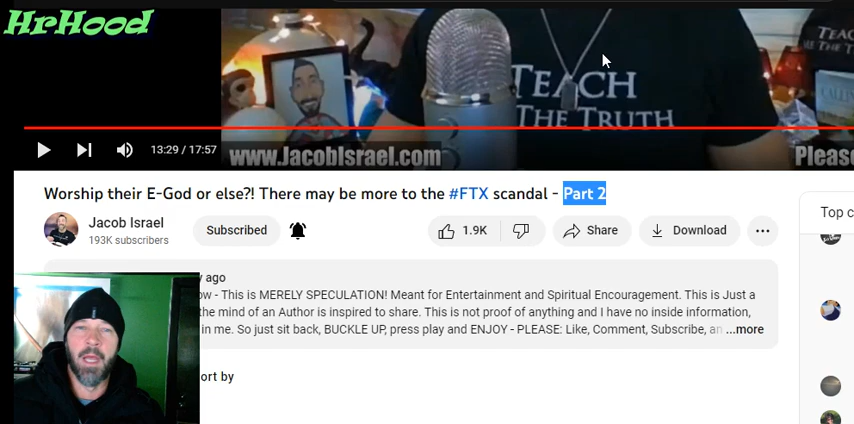 HrHood
TEACH
THE TRUTH
TEAC
13:29 / 17:57
www.JacobIsrael.com
Please
Worship their E-God or else?! There may be more to the #FTX scandal - Part 2
Jacob Israel
193K subscribers
Subscribed
1.9K
Share
Download
Top c
y ago
ow - This is MERELY SPECULATION! Meant for Entertainment and Spiritual Encouragement. This is Just a
the mind of an Author is inspired to share. This is not proof of anything and I have no inside information,
in me. So just sit back, BUCKLE UP, press play and ENJOY - PLEASE: Like, Comment, Subscribe, an ...more
ort by